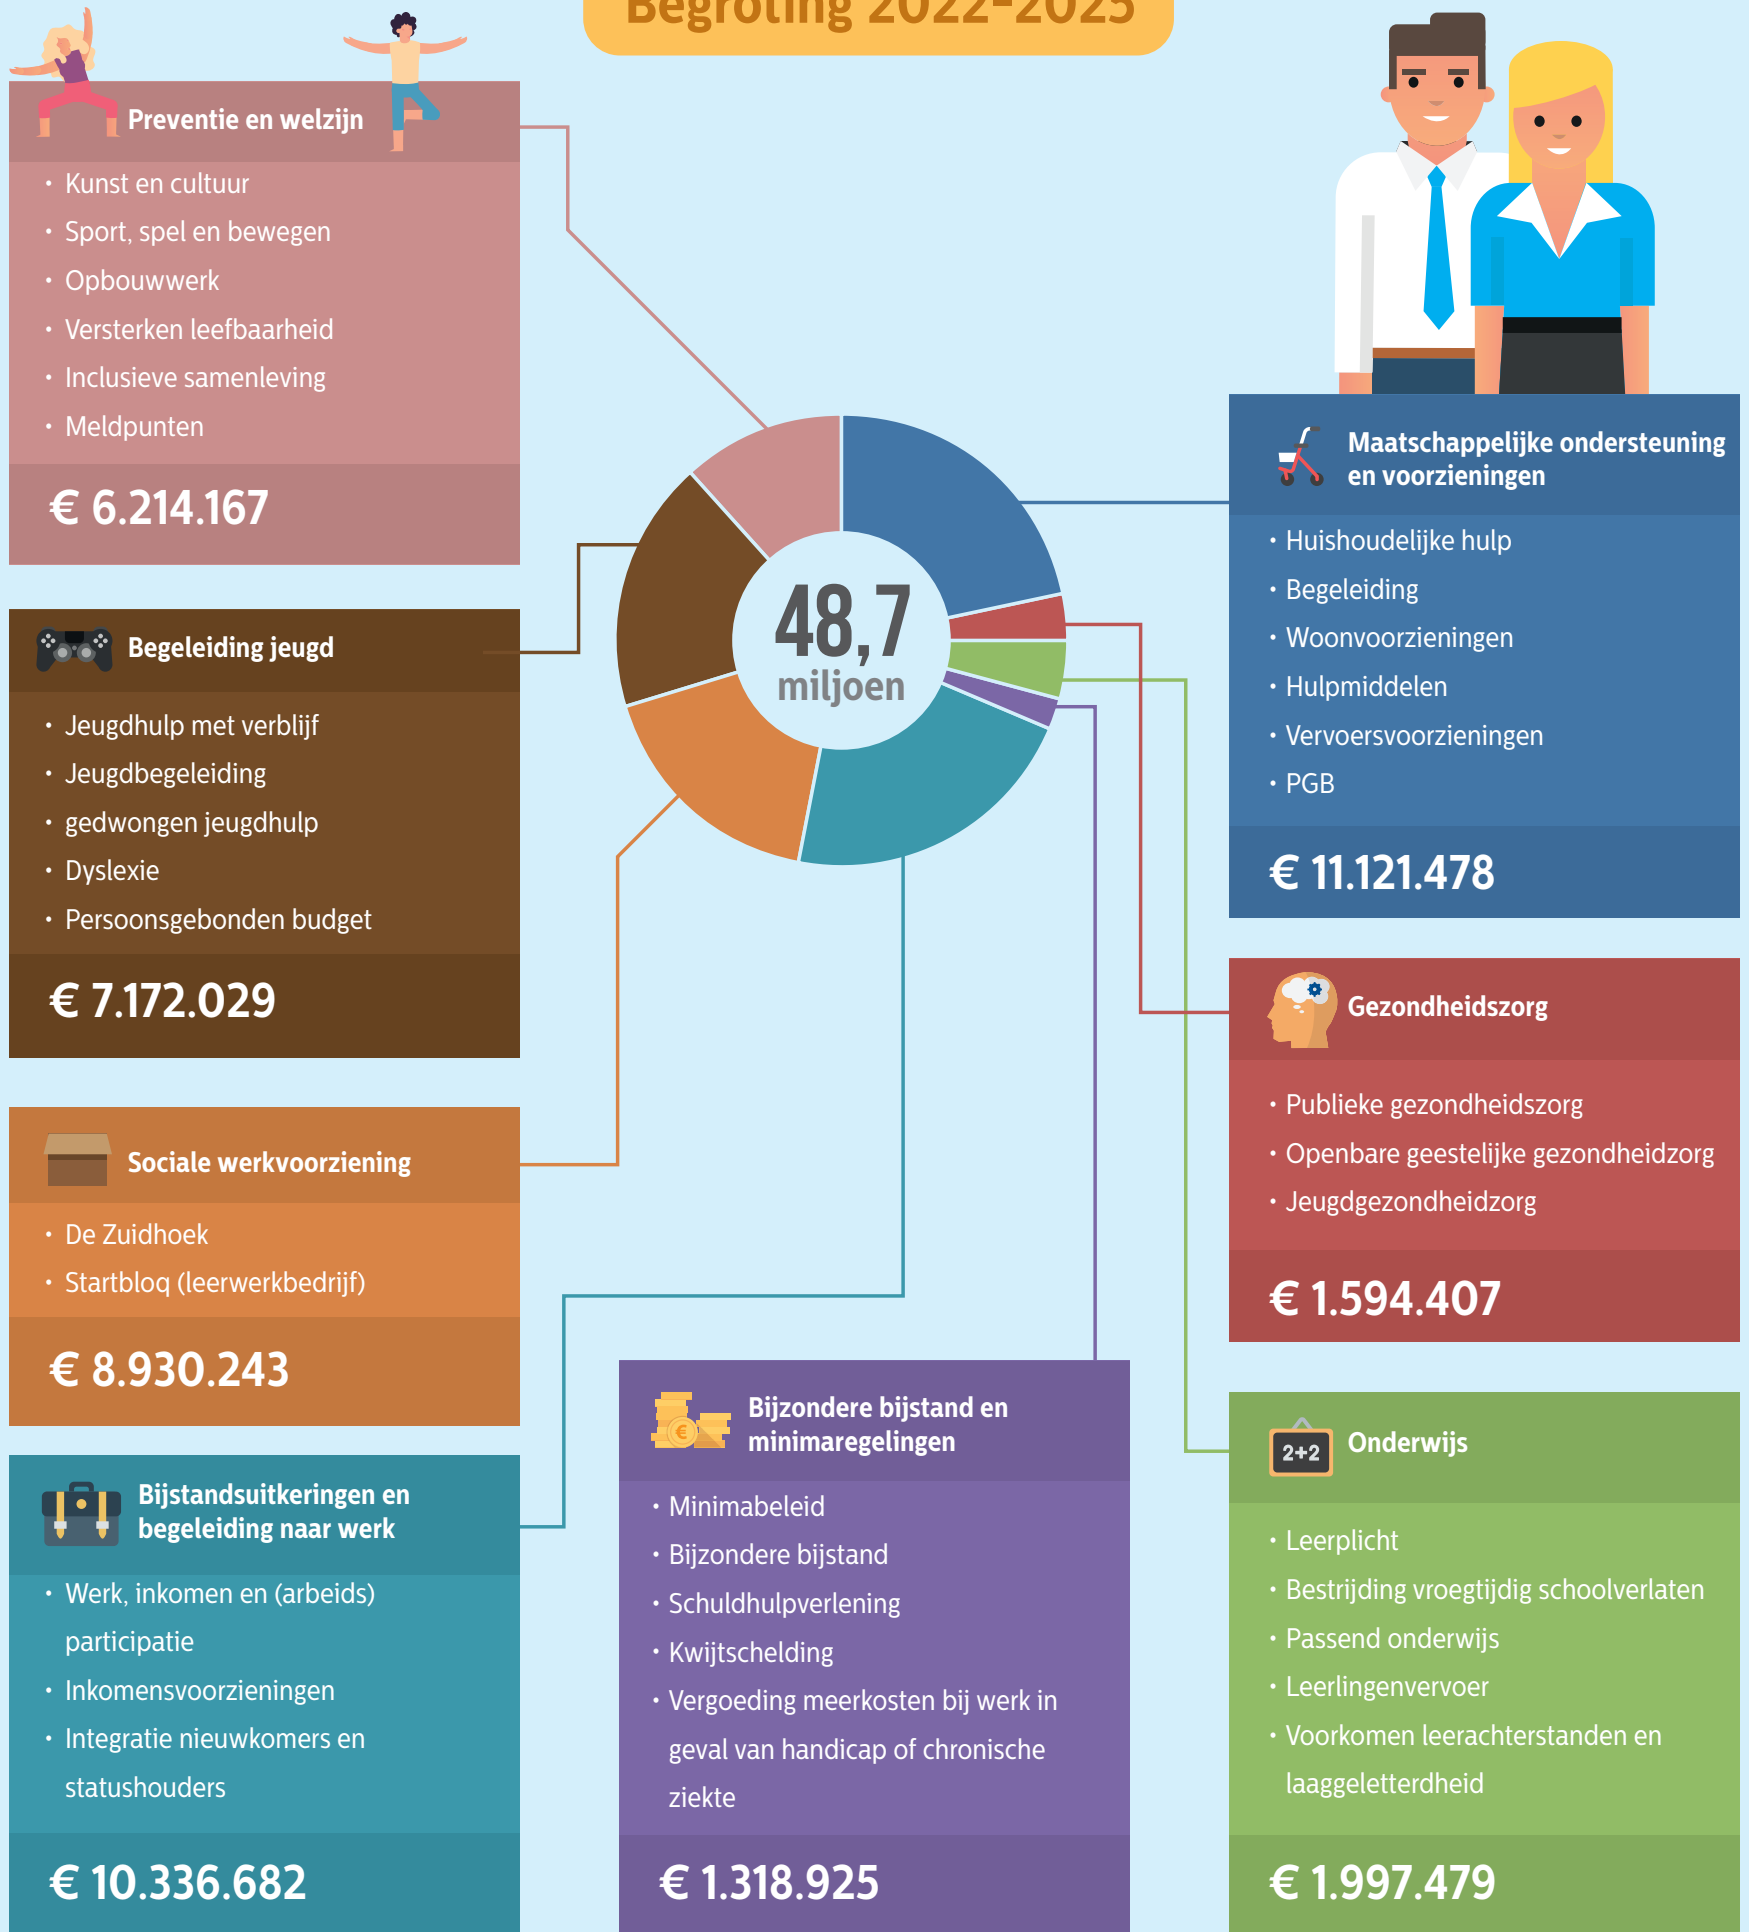 Begroting 2022-2025
Preventie en welzijn
• Kunst en cultuur
• Sport, spel en bewegen
• Opbouwwerk
• Versterken leefbaarheid
• Inclusieve samenleving
• Meldpunten
€ 6.214.167
Begeleiding jeugd
• Jeugdhulp met verblijf
• Jeugdbegeleiding
• gedwongen jeugdhulp
• Dyslexie
• Persoonsgebonden budget
€ 7.172.029
Sociale werkvoorziening
• De Zuidhoek
• Startbloq (leerwerkbedrijf)
€ 8.930.243
Bijstandsuitkeringen en
begeleiding naar werk
• Werk, inkomen en (arbeids)
participatie
• Inkomensvoorzieningen
• Integratie nieuwkomers en
statushouders
€ 10.336.682
48,7
miljoen
Bijzondere bijstand en
minimaregelingen
• Minimabeleid
• Bijzondere bijstand
• Schuldhulpverlening
• Kwijtschelding
• Vergoeding meerkosten bij werk in
geval van handicap of chronische
ziekte
€ 1.318.925
Maatschappelijke ondersteuning
en voorzieningen
• Huishoudelijke hulp
• Begeleiding
• Woonvoorzieningen
• Hulpmiddelen
• Vervoersvoorzieningen
• PGB
€ 11.121.478
Gezondheidszorg
• Publieke gezondheidszorg
• Openbare geestelijke gezondheidzorg
• Jeugdgezondheidzorg
€ 1.594.407
2+2
Onderwijs
• Leerplicht
• Bestrijding vroegtijdig schoolverlaten
• Passend onderwijs
• Leerlingenvervoer
• Voorkomen leerachterstanden en
laaggeletterdheid
€ 1.997.479